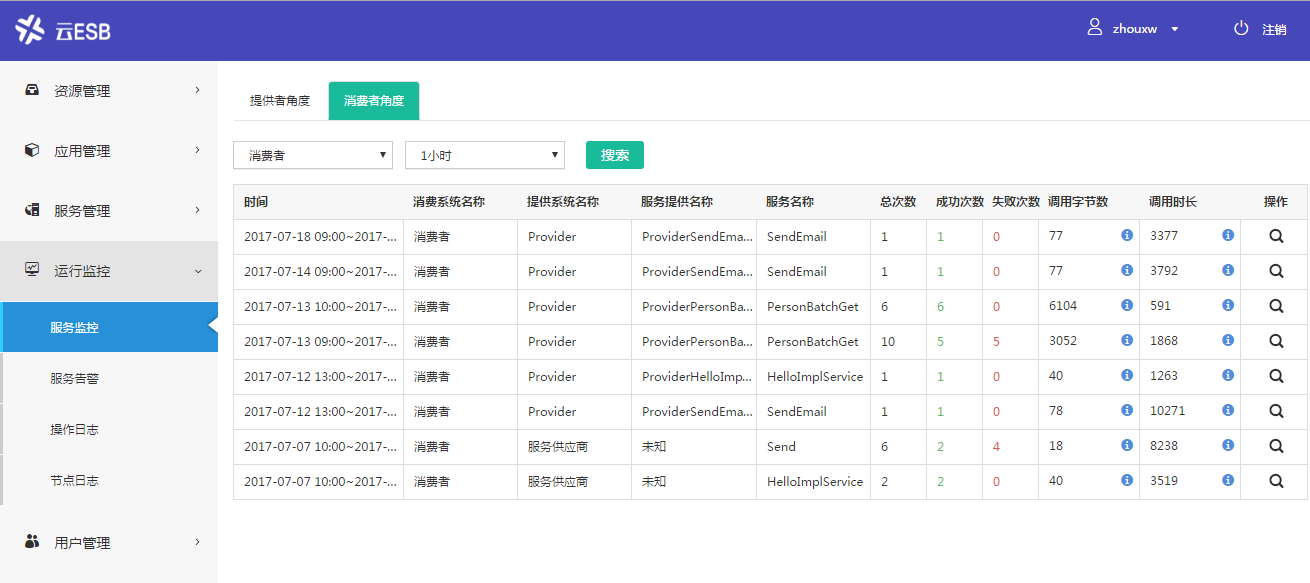 云ESB
zhouxw
注销
资源管理
应用管理
服务管理
运行监控
服务监控
服务告警
操作日志
节点日志
用户管理
提供者角度 消费者角度
消费者 1小时 搜索
时间 消费系统名称 提供系统名称 服务提供名称 服务名称 总次数 成功次数 失败次数 调用字节数 调用时长 操作
2017-07-18 09:00~2017-... 消费者 Provider ProviderSendEma... SendEmail 1 1 0 77 3377
2017-07-14 09:00~2017-... 消费者 Provider ProviderSendEma... SendEmail 1 1 0 77 3792
2017-07-13 10:00~2017-... 消费者 Provider ProviderPersonBa... PersonBatchGet 6 6 0 6104 591
2017-07-13 09:00~2017-... 消费者 Provider ProviderPersonBa... PersonBatchGet 10 5 5 3052 1868
2017-07-12 13:00~2017-... 消费者 Provider ProviderHelloImp... HelloImplService 1 1 0 40 1263
2017-07-12 13:00~2017-... 消费者 Provider ProviderSendEma... SendEmail 1 1 0 78 10271
2017-07-07 10:00~2017-... 消费者 服务供应商 未知 Send 6 2 4 18 8238
2017-07-07 10:00~2017-... 消费者 服务供应商 未知 HelloImplService 2 2 0 40 3519